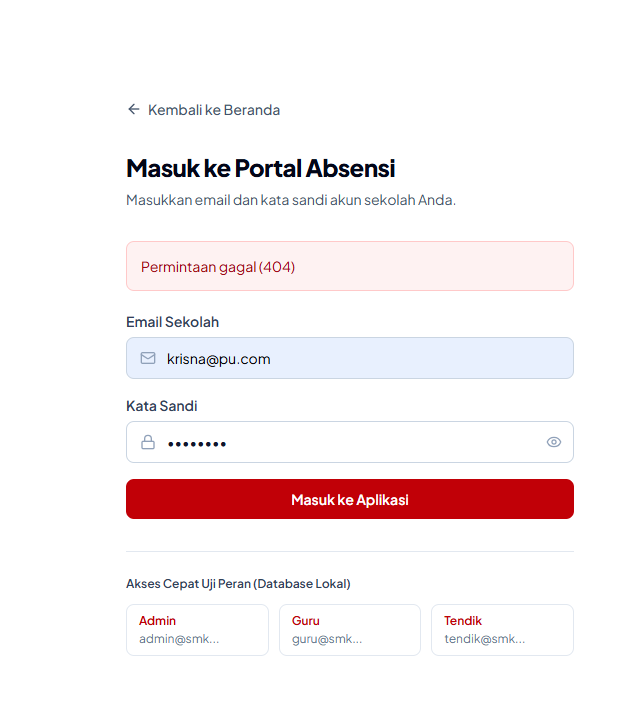 Kembali ke Beranda
Masuk ke Portal Absensi
Masukkan email dan kata sandi akun sekolah Anda.
Permintaan gagal (404)
Email Sekolah
krisna@pu.com
Kata Sandi
••••••••
Masuk ke Aplikasi
Akses Cepat Uji Peran (Database Lokal)
Admin
admin@smk...
Guru
guru@smk...
Tendik
tendik@smk...